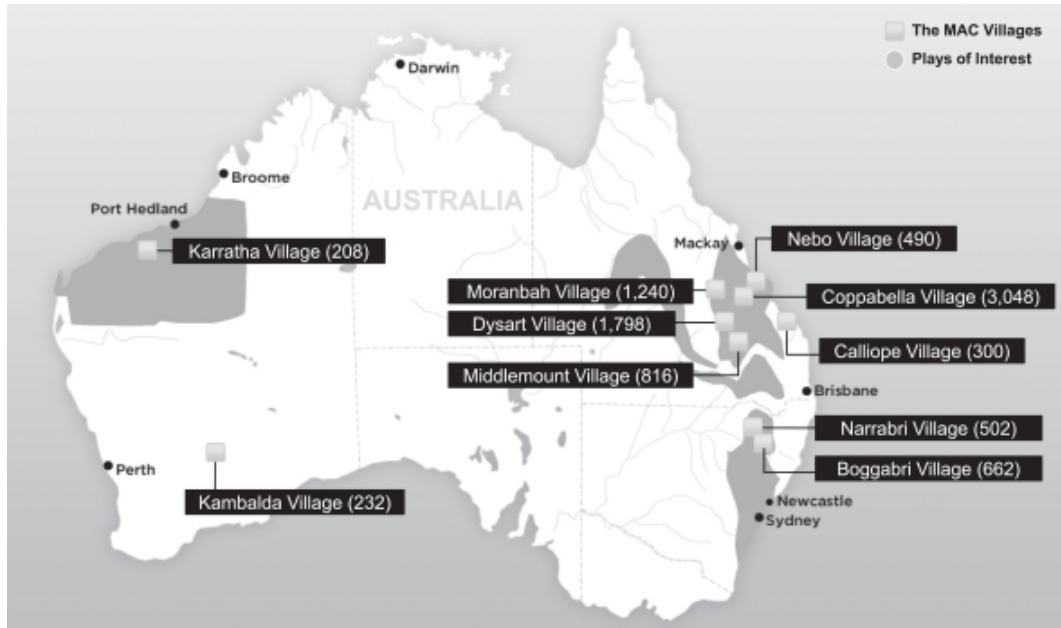 The MAC Villages
Plays of Interest
Darwin
Broome
AUSTRALIA
Port Hedland
Karratha Village (208)
Mackay
Nebo Village (490)
Moranbah Village (1,240)
Coppabella Village (3,048)
Dysart Village (1,798)
Calliope Village (300)
Middlemount Village (816)
Brisbane
Narrabri Village (502)
Boggabri Village (662)
Perth
Kambalda Village (232)
Newcastle
Sydney